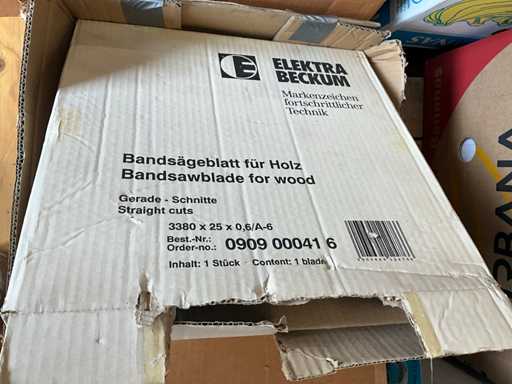 ELEKTRA
BECKUM
Markenzeichen
fortschrittlicher
Technik
Bandsägeblatt für Holz
Bandsawblade for wood
Gerade - Schnitte
Straight cuts
3380 x 25 x 0,6/A-6
Best.-Nr.:
Order-no.: 0909 00041 6
Inhalt: 1 Stück · Content: 1 blade